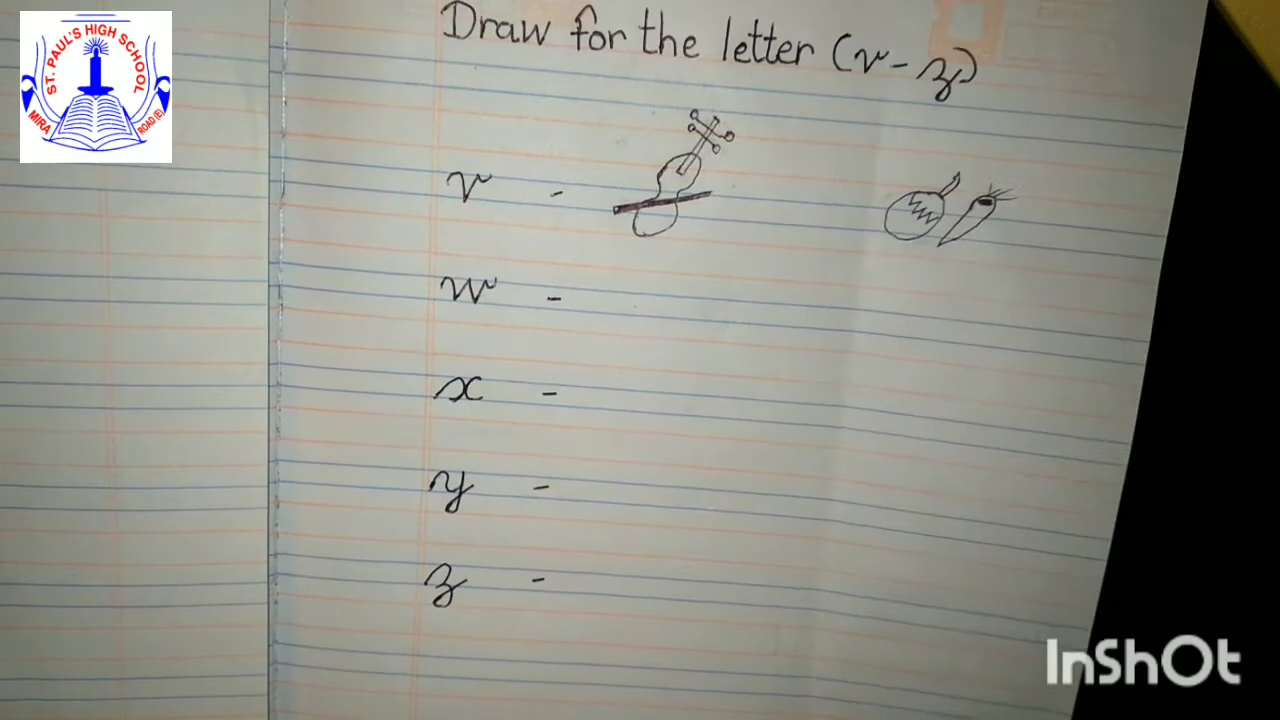 Draw for the letter (v - z)
v -
w -
x -
y -
z -
ST. PAUL'S HIGH SCHOOL
MIRA ROAD (E)
InShOt